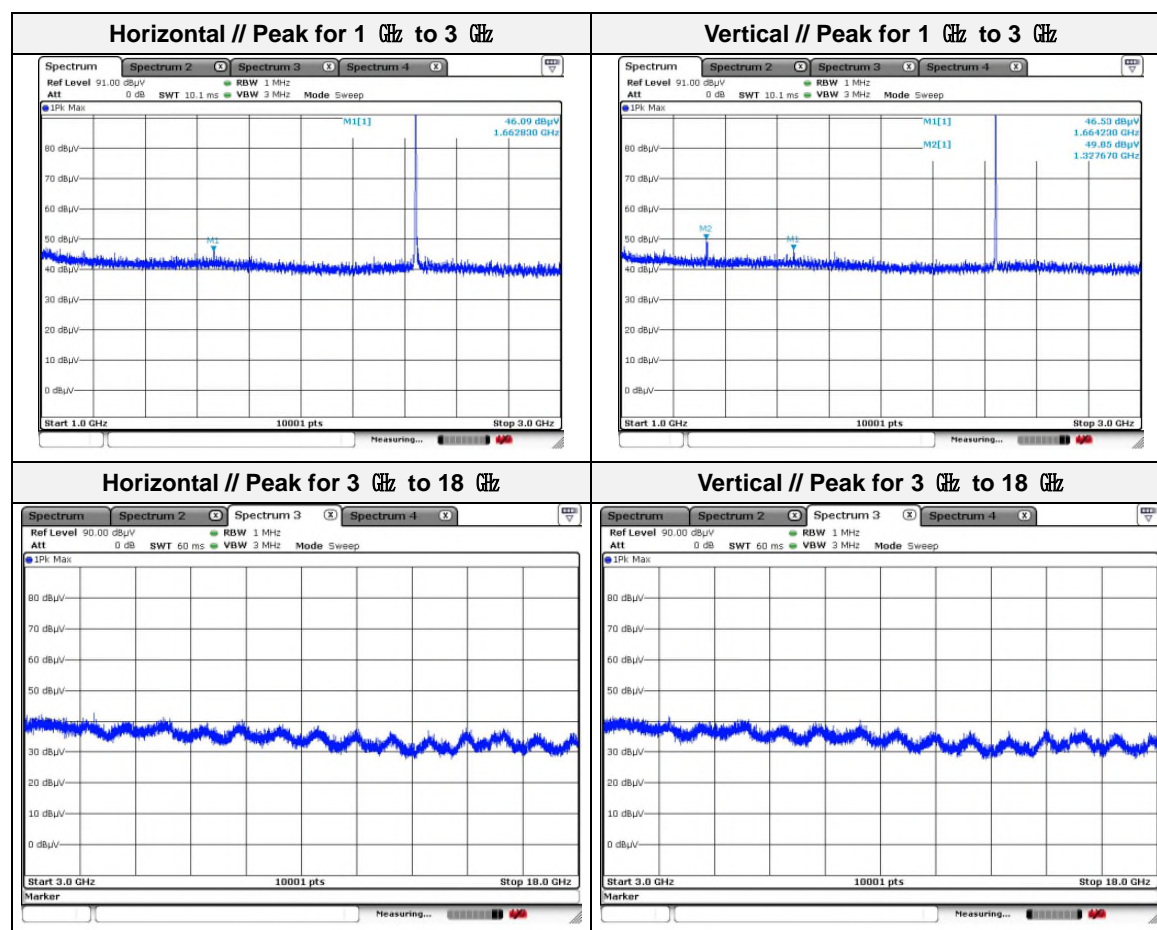 Horizontal // Peak for 1 ㎓ to 3 ㎓
Vertical // Peak for 1 ㎓ to 3 ㎓
Spectrum Spectrum 2 Spectrum 3 Spectrum 4
Ref Level 91.00 dBµV RBW 1 MHz
Att 0 dB SWT 10.1 ms VBW 3 MHz Mode Sweep
1Pk Max
M1[1] 46.09 dBµV
1.662830 GHz
80 dBµV
70 dBµV
60 dBµV
50 dBµV
M1
40 dBµV
30 dBµV
20 dBµV
10 dBµV
0 dBµV
Start 1.0 GHz 10001 pts Stop 3.0 GHz
Measuring...
Spectrum Spectrum 2 Spectrum 3 Spectrum 4
Ref Level 91.00 dBµV RBW 1 MHz
Att 0 dB SWT 10.1 ms VBW 3 MHz Mode Sweep
1Pk Max
M1[1] 46.53 dBµV
1.664230 GHz
M2[1] 49.85 dBµV
1.327670 GHz
80 dBµV
70 dBµV
60 dBµV
M2
50 dBµV
M1
40 dBµV
30 dBµV
20 dBµV
10 dBµV
0 dBµV
Start 1.0 GHz 10001 pts Stop 3.0 GHz
Measuring...
Horizontal // Peak for 3 ㎓ to 18 ㎓
Vertical // Peak for 3 ㎓ to 18 ㎓
Spectrum Spectrum 2 Spectrum 3 Spectrum 4
Ref Level 90.00 dBµV RBW 1 MHz
Att 0 dB SWT 60 ms VBW 3 MHz Mode Sweep
1Pk Max
80 dBµV
70 dBµV
60 dBµV
50 dBµV
30 dBµV
20 dBµV
10 dBµV
0 dBµV
Start 3.0 GHz 10001 pts Stop 18.0 GHz
Marker
Measuring...
Spectrum Spectrum 2 Spectrum 3 Spectrum 4
Ref Level 90.00 dBµV RBW 1 MHz
Att 0 dB SWT 60 ms VBW 3 MHz Mode Sweep
1Pk Max
80 dBµV
70 dBµV
60 dBµV
50 dBµV
30 dBµV
20 dBµV
10 dBµV
0 dBµV
Start 3.0 GHz 10001 pts Stop 18.0 GHz
Marker
Measuring...